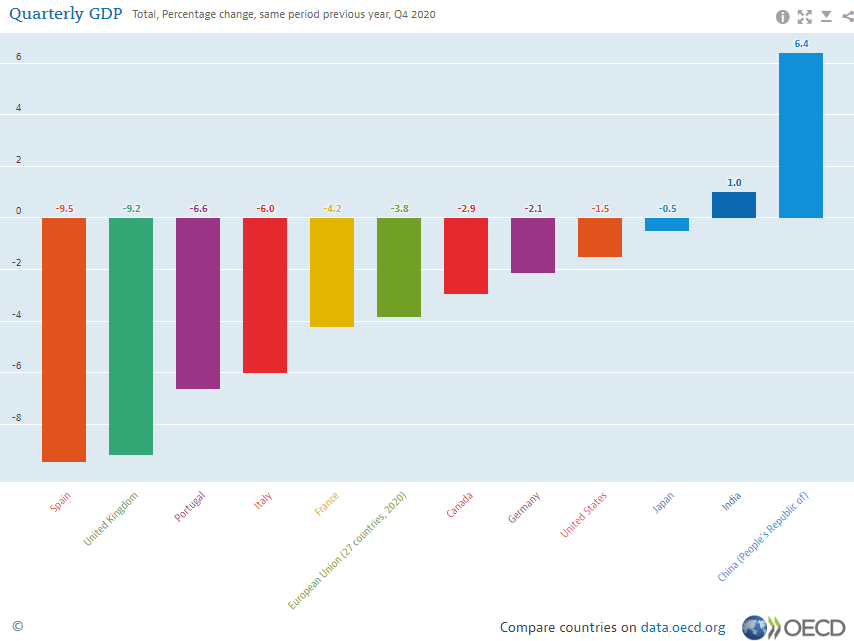 Quarterly GDP Total, Percentage change, same period previous year, Q4 2020
6
4
2
0
-2
-4
-6
-8
-9.5 -9.2 -6.6 -6.0 -4.2 -3.8 -2.9 -2.1 -1.5 -0.5 1.0 6.4
Spain
United Kingdom
Portugal
Italy
France
European Union (27 countries, 2020)
Canada
Germany
United States
Japan
India
China (People's Republic of)
©
Compare countries on data.oecd.org
OECD